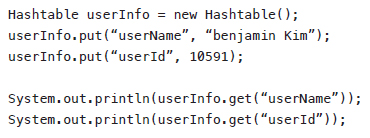 Hashtable userInfo = new Hashtable();
userInfo.put(“userName”, “benjamin Kim”);
userInfo.put(“userId”, 10591);
System.out.println(userInfo.get(“userName”));
System.out.println(userInfo.get(“userId”));